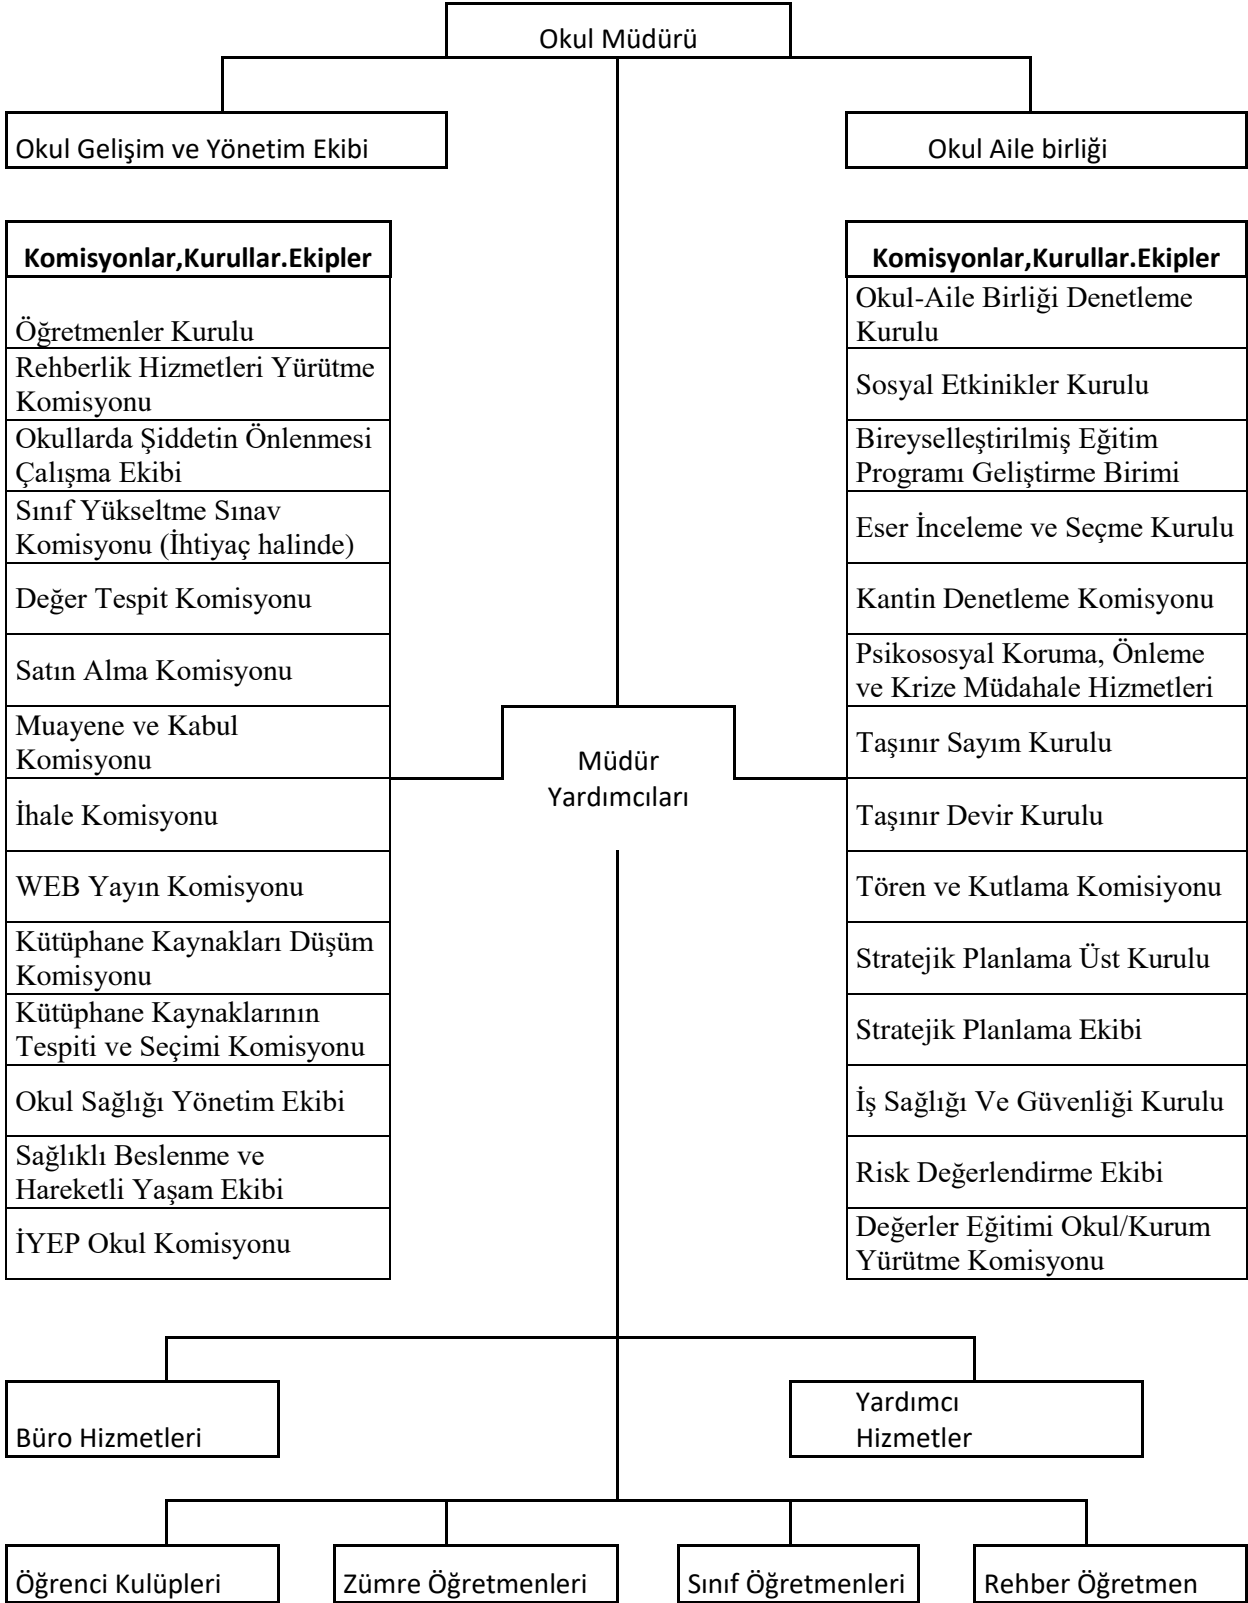 Okul Müdürü
Okul Gelişim ve Yönetim Ekibi
Okul Aile birliği
Komisyonlar,Kurullar.Ekipler
Öğretmenler Kurulu
Rehberlik Hizmetleri Yürütme
Komisyonu
Okullarda Şiddetin Önlenmesi
Çalışma Ekibi
Sınıf Yükseltme Sınav
Komisyonu (İhtiyaç halinde)
Değer Tespit Komisyonu
Satın Alma Komisyonu
Muayene ve Kabul
Komisyonu
İhale Komisyonu
WEB Yayın Komisyonu
Kütüphane Kaynakları Düşüm
Komisyonu
Kütüphane Kaynaklarının
Tespiti ve Seçimi Komisyonu
Okul Sağlığı Yönetim Ekibi
Sağlıklı Beslenme ve
Hareketli Yaşam Ekibi
İYEP Okul Komisyonu
Müdür
Yardımcıları
Komisyonlar,Kurullar.Ekipler
Okul-Aile Birliği Denetleme
Kurulu
Sosyal Etkinikler Kurulu
Bireyselleştirilmiş Eğitim
Programı Geliştirme Birimi
Eser İnceleme ve Seçme Kurulu
Kantin Denetleme Komisyonu
Psikososyal Koruma, Önleme
ve Krize Müdahale Hizmetleri
Taşınır Sayım Kurulu
Taşınır Devir Kurulu
Tören ve Kutlama Komisiyonu
Stratejik Planlama Üst Kurulu
Stratejik Planlama Ekibi
İş Sağlığı Ve Güvenliği Kurulu
Risk Değerlendirme Ekibi
Değerler Eğitimi Okul/Kurum
Yürütme Komisyonu
Büro Hizmetleri
Yardımcı
Hizmetler
Öğrenci Kulüpleri
Zümre Öğretmenleri
Sınıf Öğretmenleri
Rehber Öğretmen